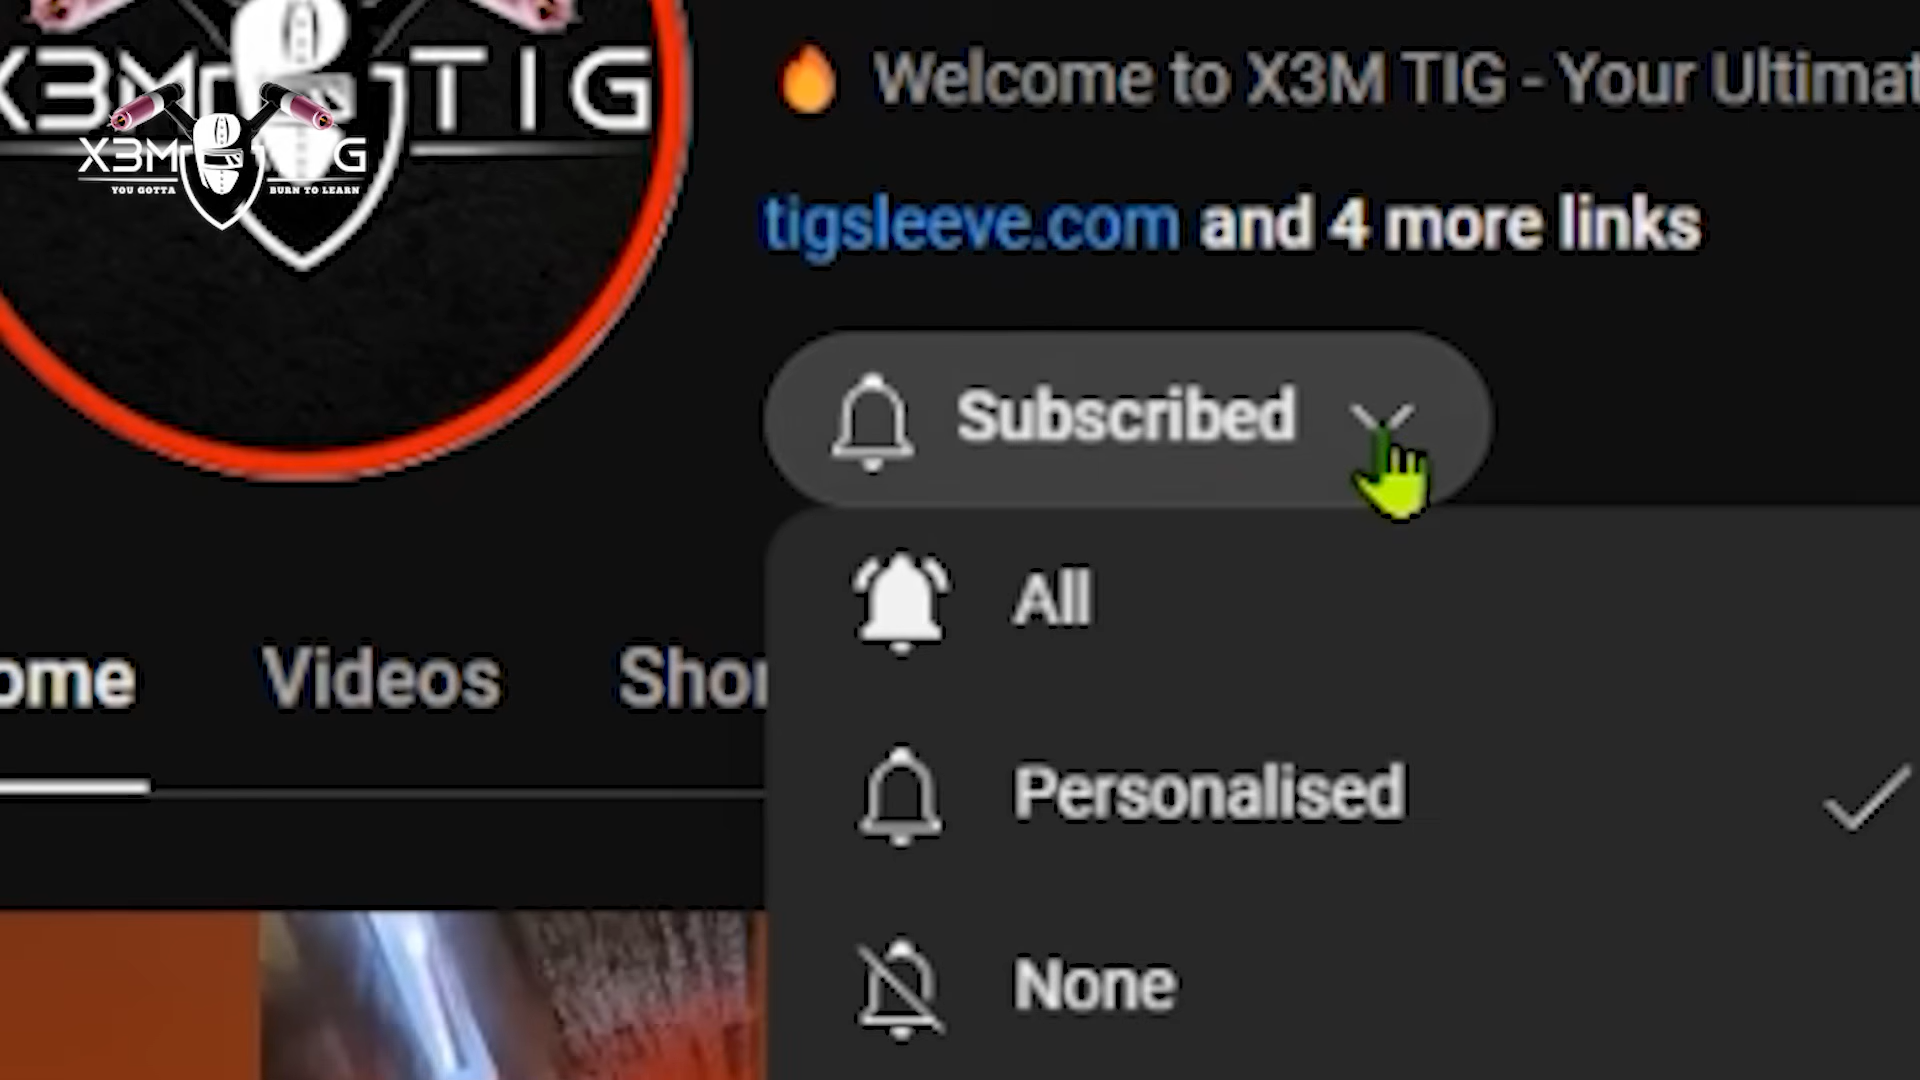 X3M TIG
X3M TIG
YOU GOTTA BURN TO LEARN
Welcome to X3M TIG - Your Ultimat
tigsleeve.com and 4 more links
Subscribed
All
ome Videos Shor
Personalised
None